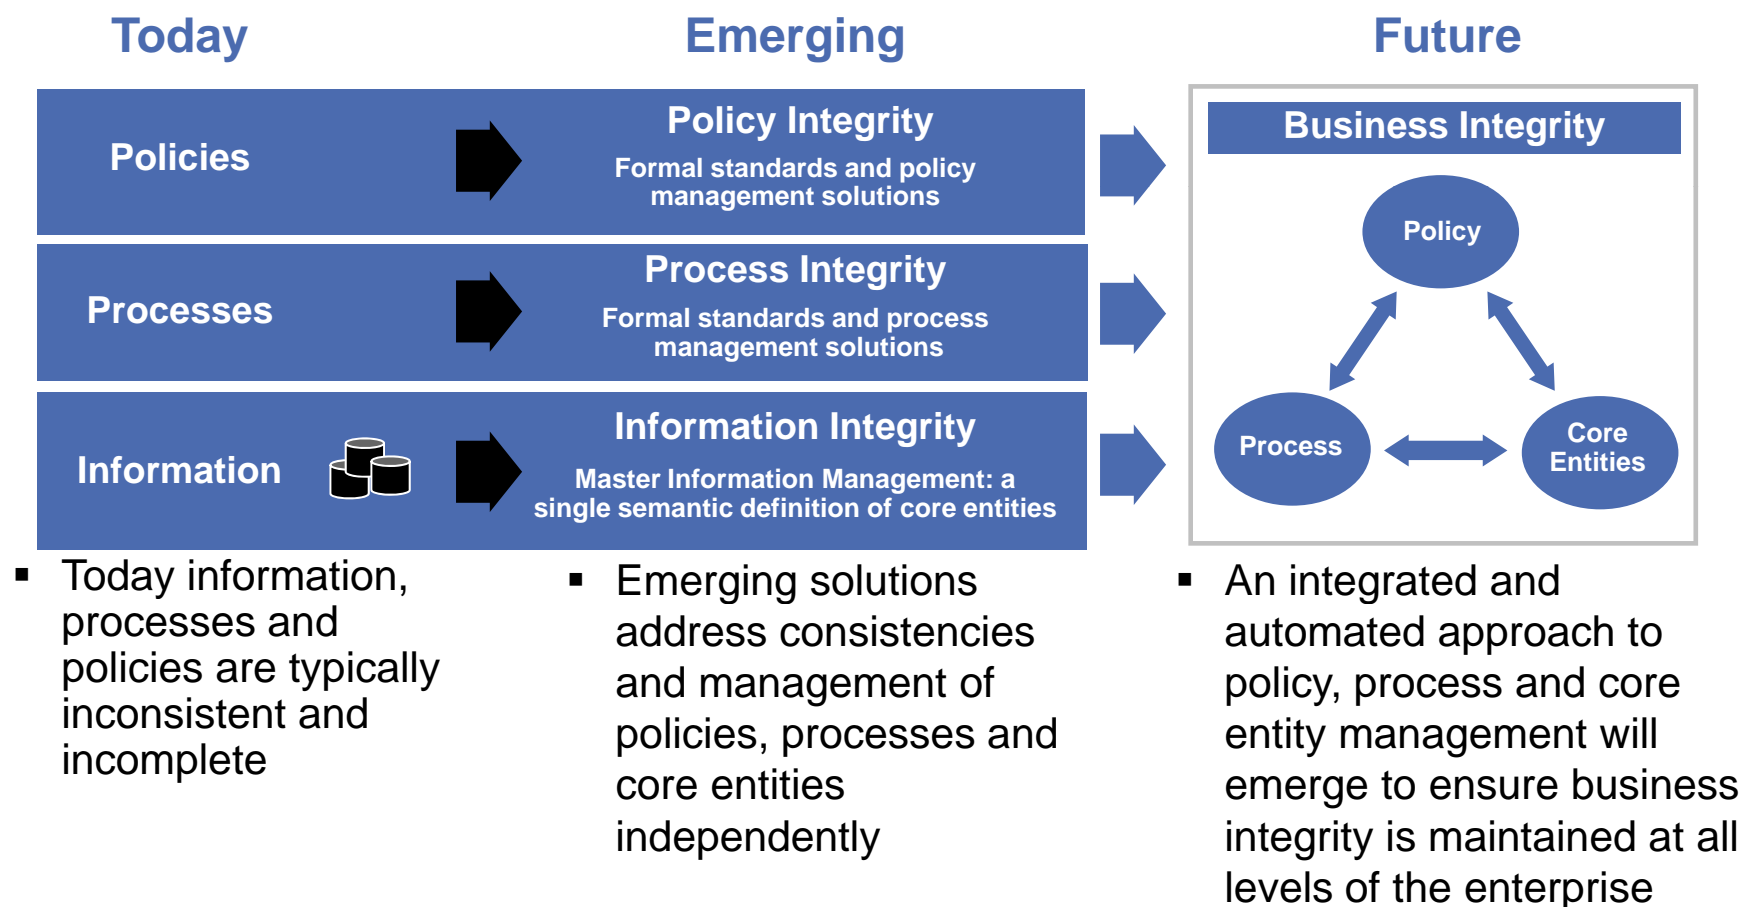 Today
Emerging
Future
Policies
Policy Integrity
Formal standards and policy
management solutions
Processes
Process Integrity
Formal standards and process
management solutions
Information
Information Integrity
Master Information Management: a
single semantic definition of core entities
Business Integrity
Policy
Process
Core
Entities
▪ Today information,
processes and
policies are typically
inconsistent and
incomplete
▪ Emerging solutions
address consistencies
and management of
policies, processes and
core entities
independently
▪ An integrated and
automated approach to
policy, process and core
entity management will
emerge to ensure business
integrity is maintained at all
levels of the enterprise